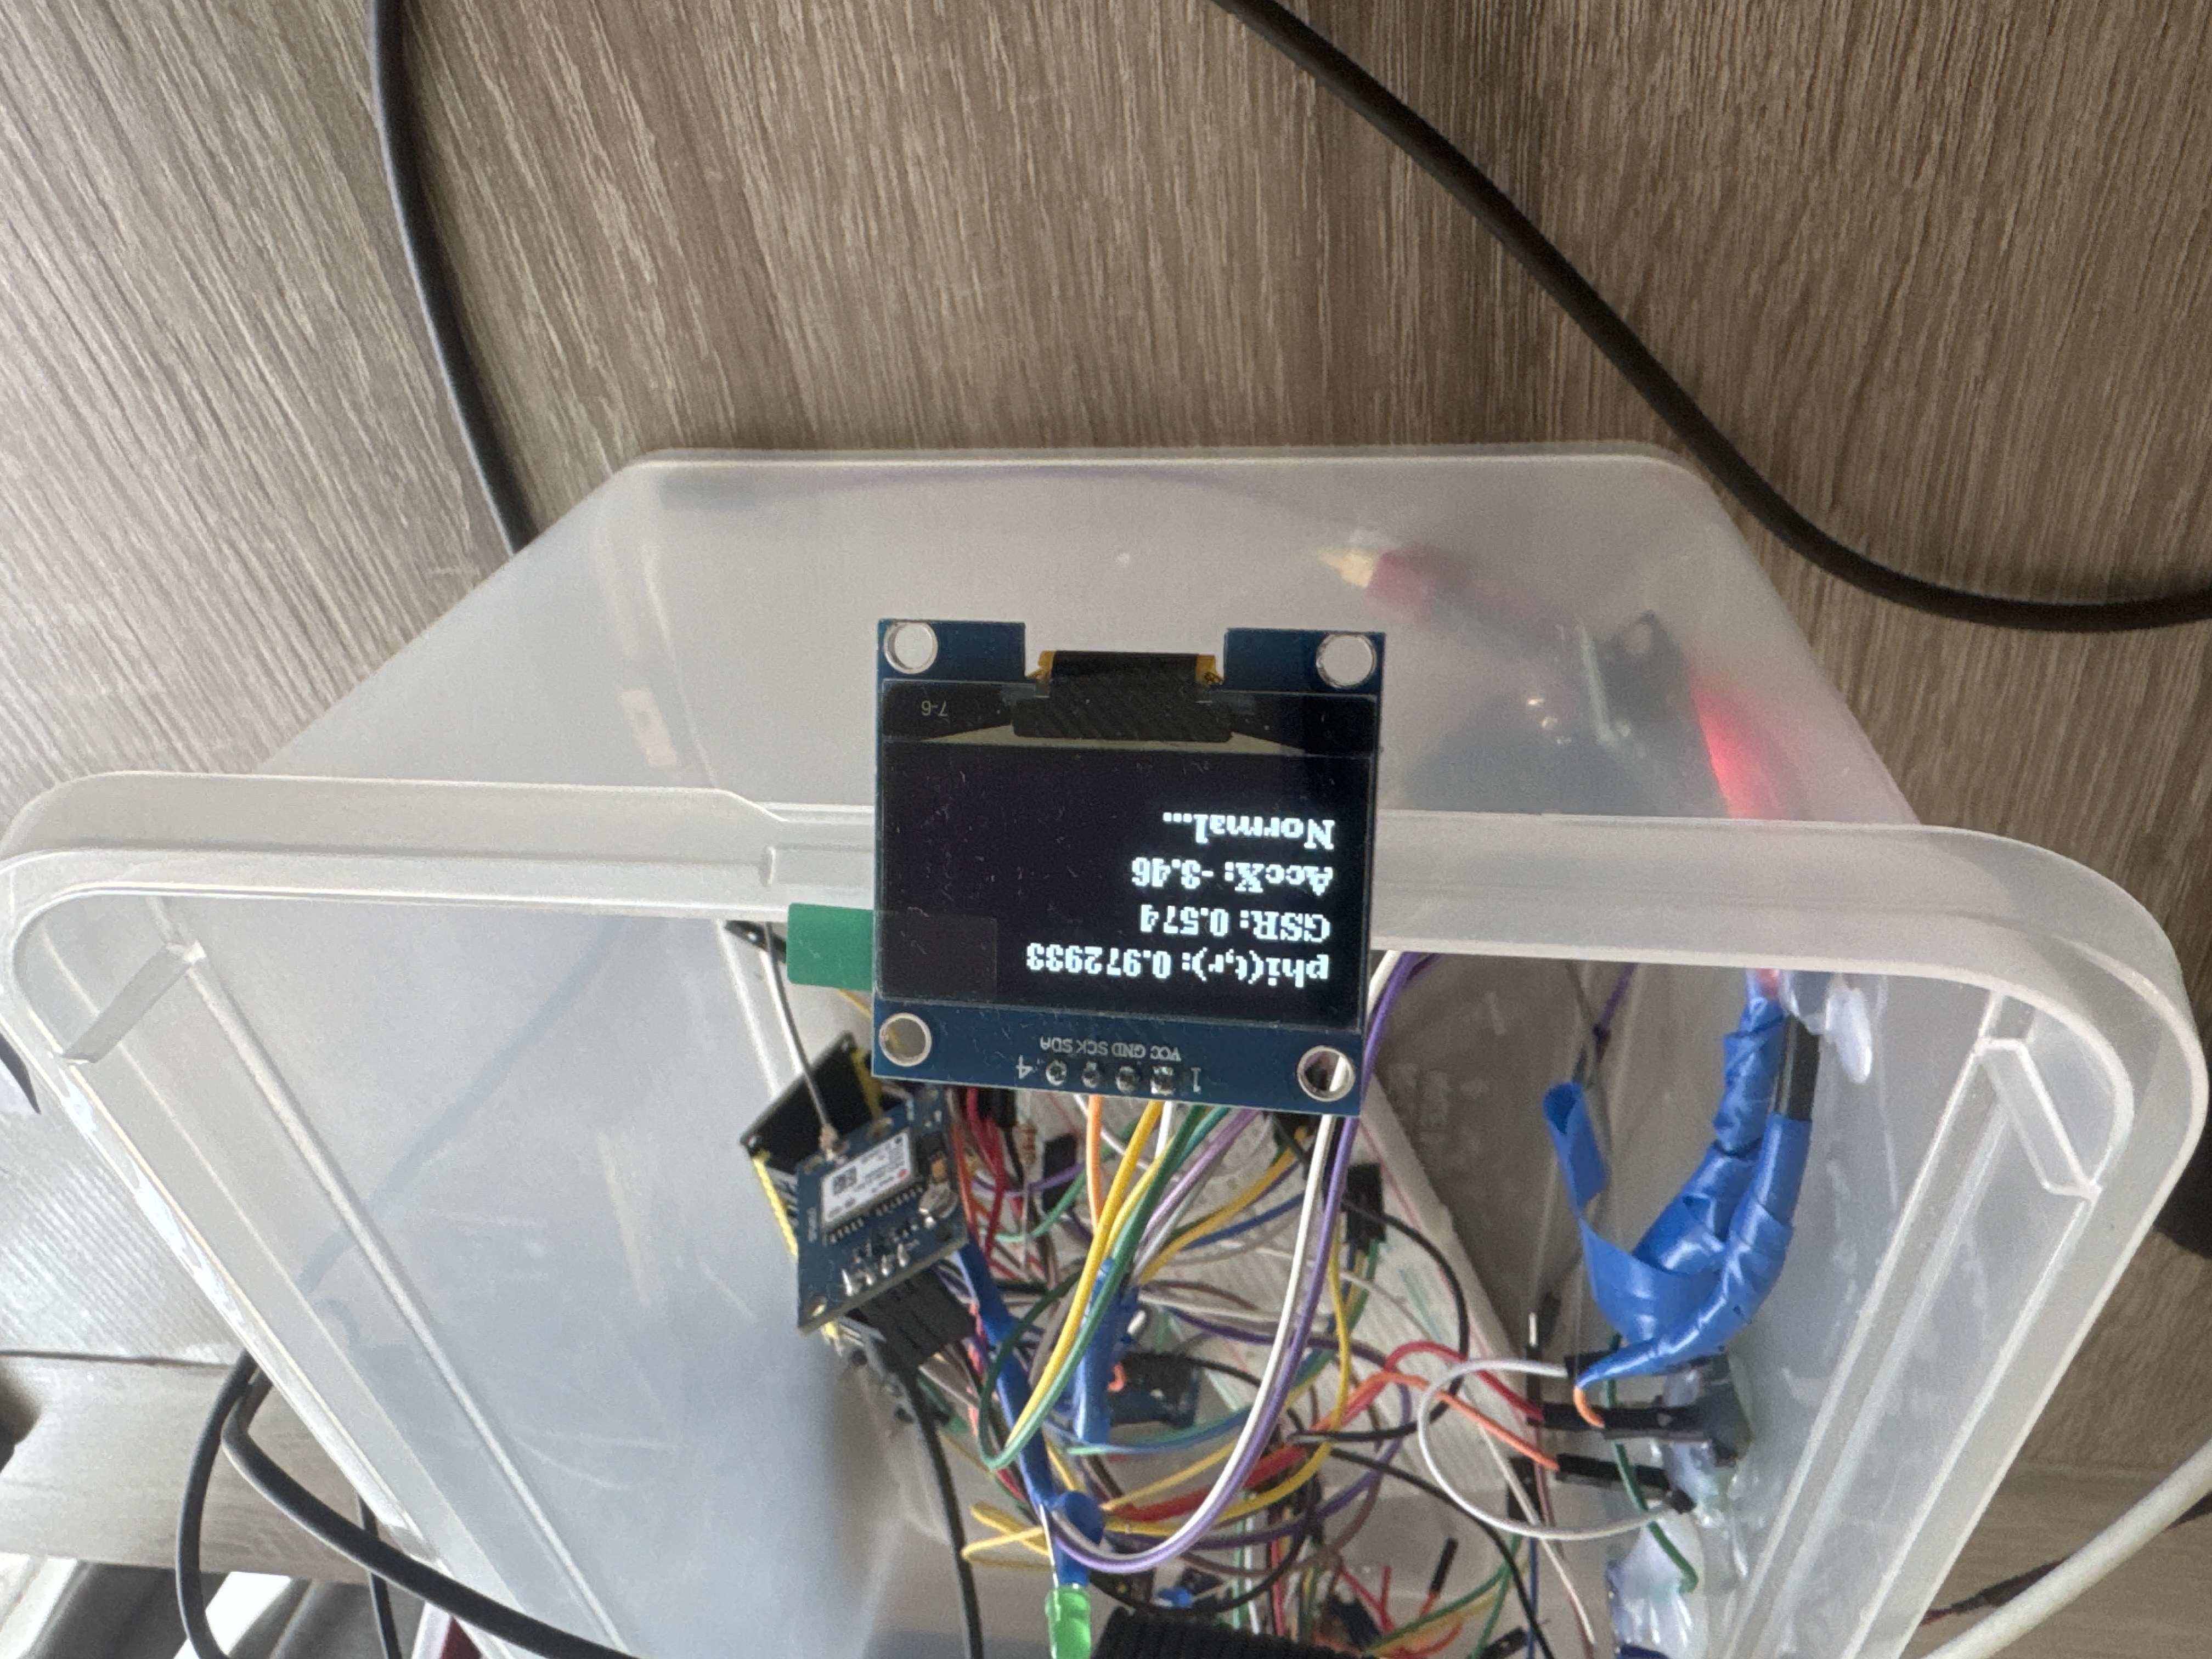 1 4
VCC GND SCK SDA
phi(t,r): 0.972933
GSR: 0.574
AccX: -3.46
Normal...
7-6